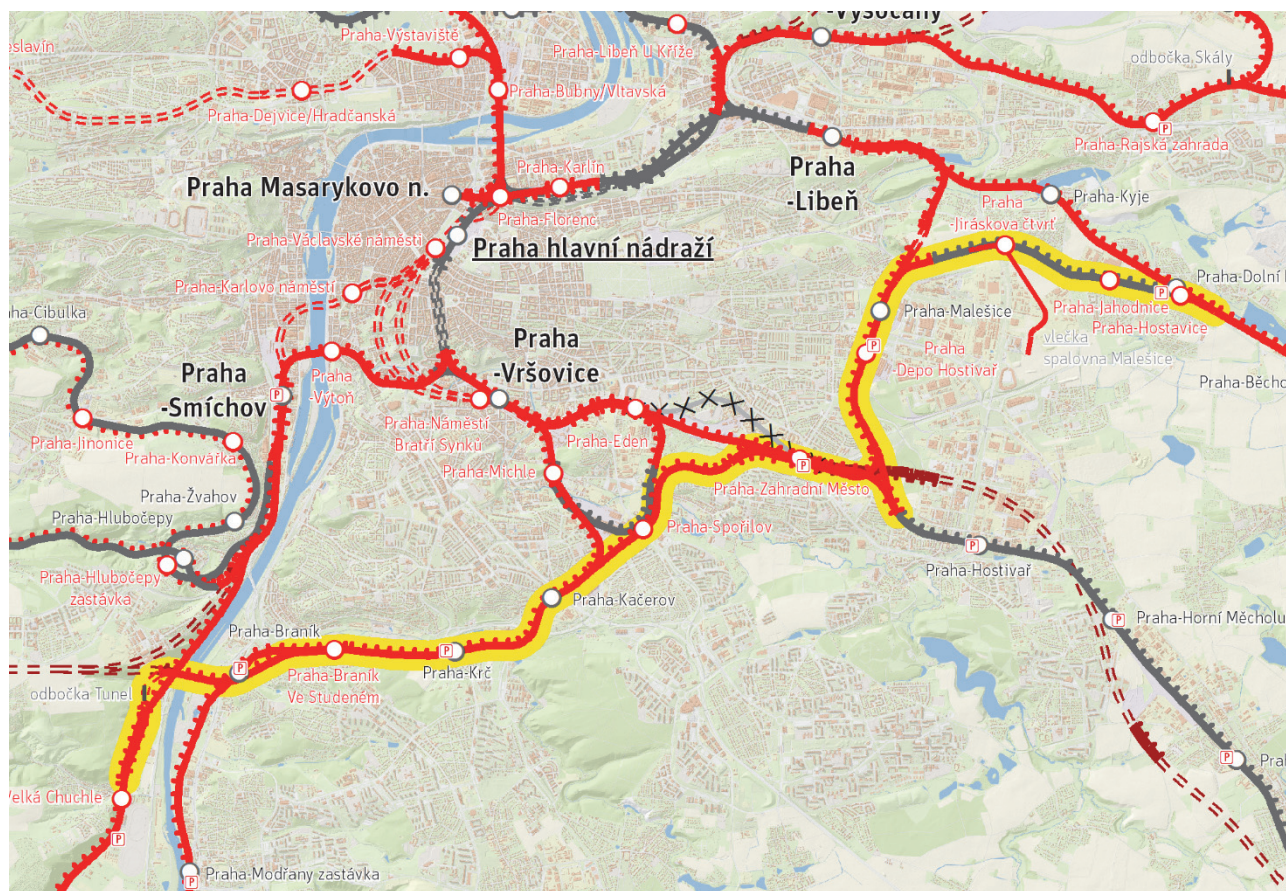 -Vysočany
eslavín
Praha-Výstaviště
Praha-Libeň U Kříže
odbočka Skály
Praha-Bubny/Vltavská
Praha-Dejvice/Hradčanská
Praha-Rajská zahrada
P
Praha-Karlín
Praha
-Libeň
Praha Masarykovo n.
Praha-Florenc
Praha-Kyje
Praha
-Jiráskova čtvrť
Praha-Václavské náměstí
Praha hlavní nádraží
Praha-Karlovo náměstí
Praha-Dolní
P
Praha-Jahodnice
Praha-Hostavice
Praha-Malešice
aha-Cibulka
Praha
-Vršovice
vlečka
spalovna Malešice
P
Praha
Depo Hostivař
Praha
-Smíchov
P
Praha
-Výtoň
Praha-Běcho
Praha-Náměstí
Bratří Synků
Praha-Eden
Praha-Jinonice
Praha-Konvářka
Praha-Michle
P
Praha-Zahradní Město
Praha-Žvahov
Praha-Hlubočepy
Praha-Spořilov
P
Praha-Hostivař
P
Praha-Hlubočepy
zastávka
Praha-Kačerov
P
Praha-Horní Měcholu
Praha-Braník
P
P
Praha-Krč
Praha-Braník
Ve Studeném
odbočka Tunel
P
Pra
Velká Chuchle
P
Praha-Modřany zastávka
P